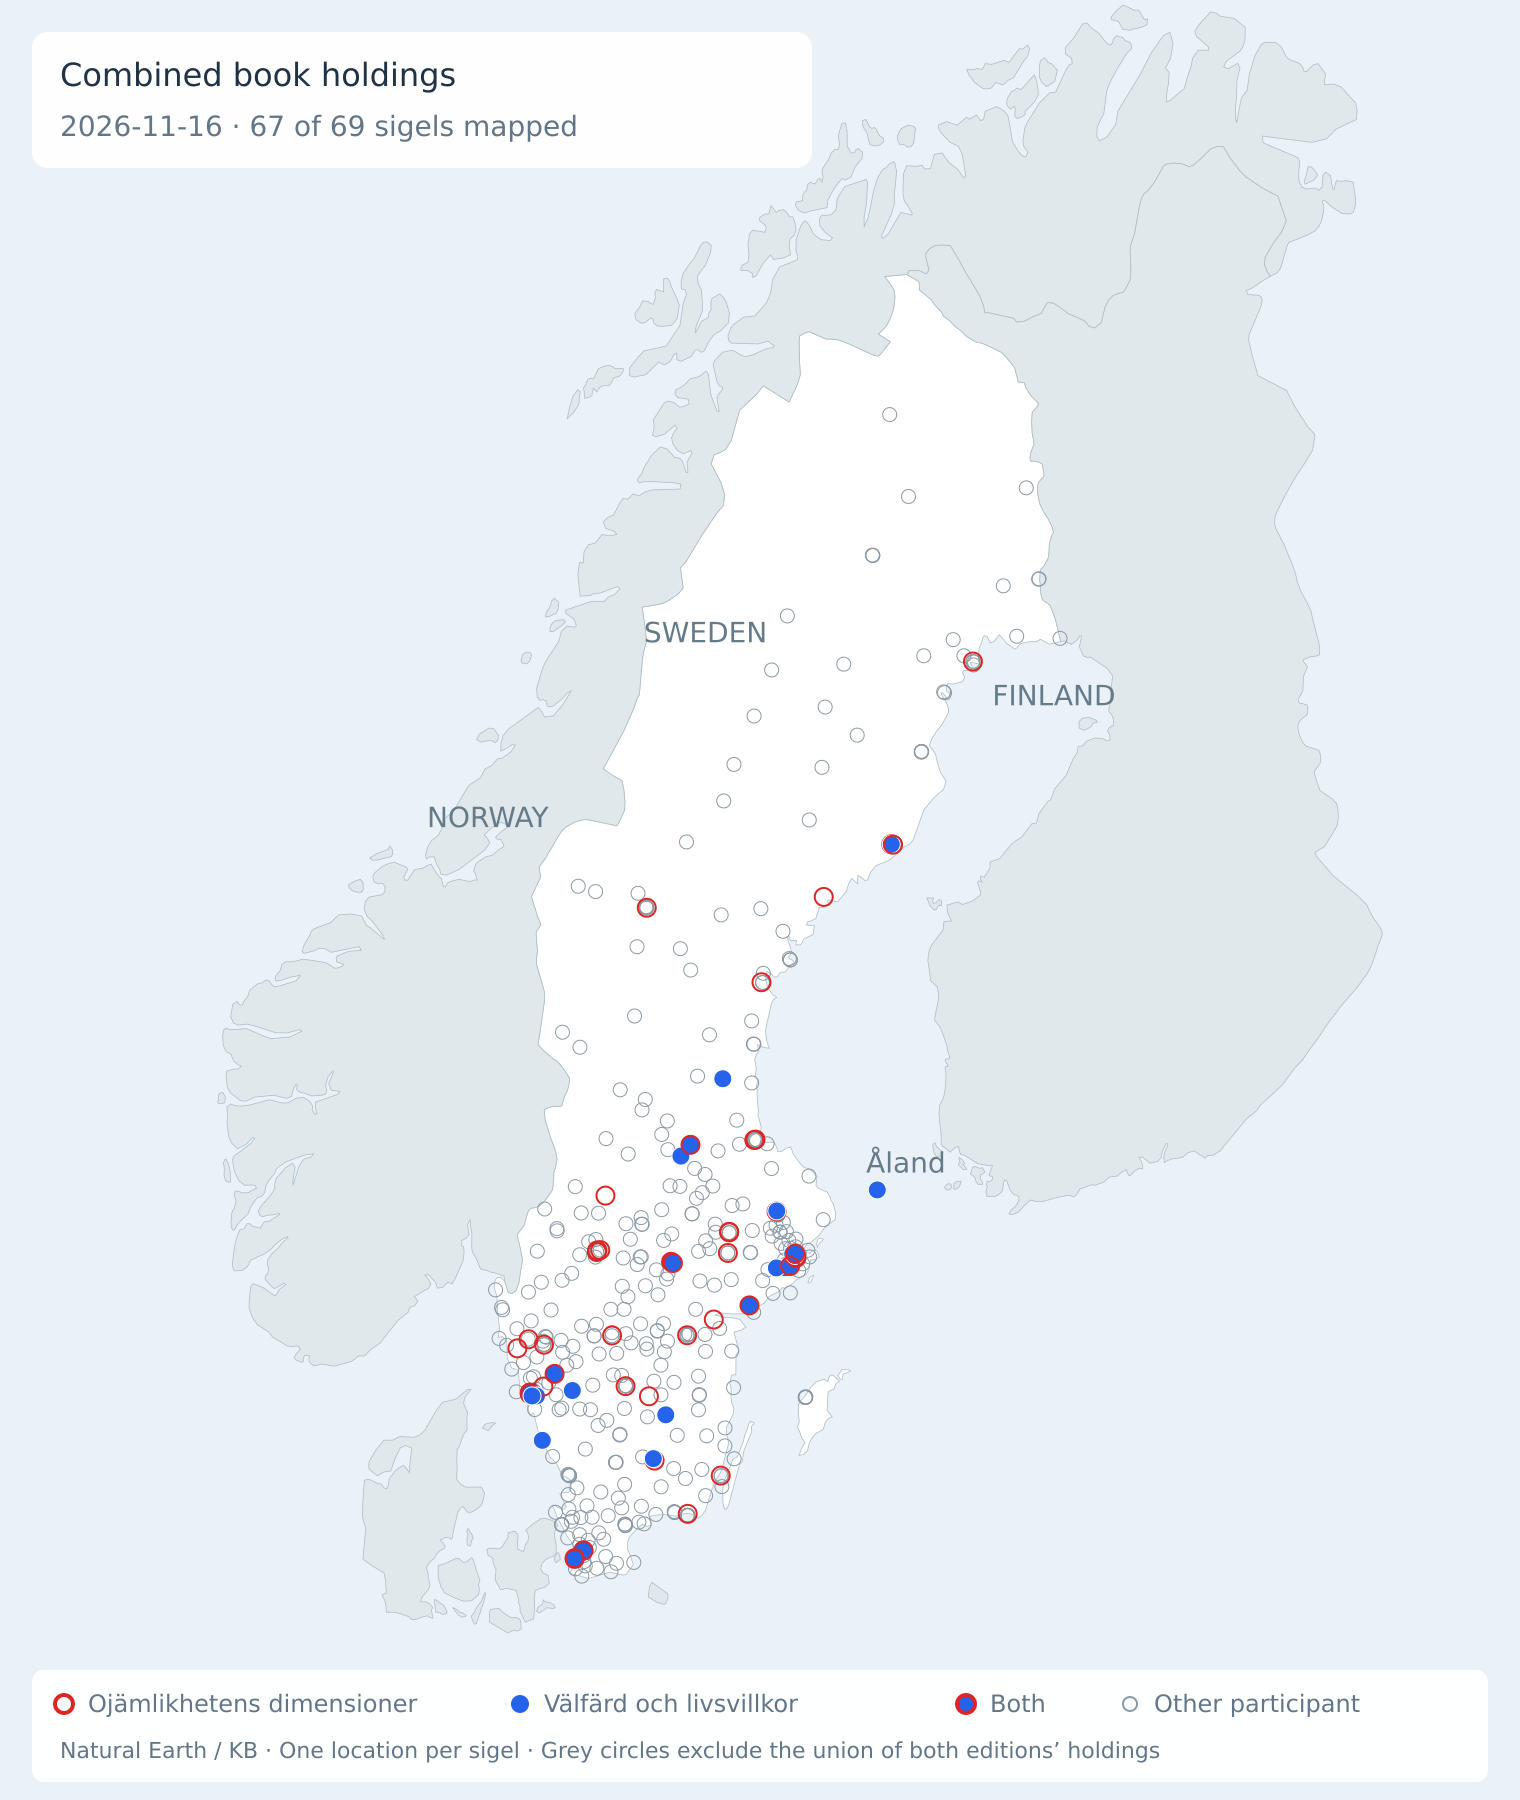 Combined book holdings
2026-11-16 · 67 of 69 sigels mapped
SWEDEN
FINLAND
NORWAY
Åland
Ojämlikhetens dimensioner
Välfärd och livsvillkor
Both
Other participant
Natural Earth / KB · One location per sigel · Grey circles exclude the union of both editions’ holdings